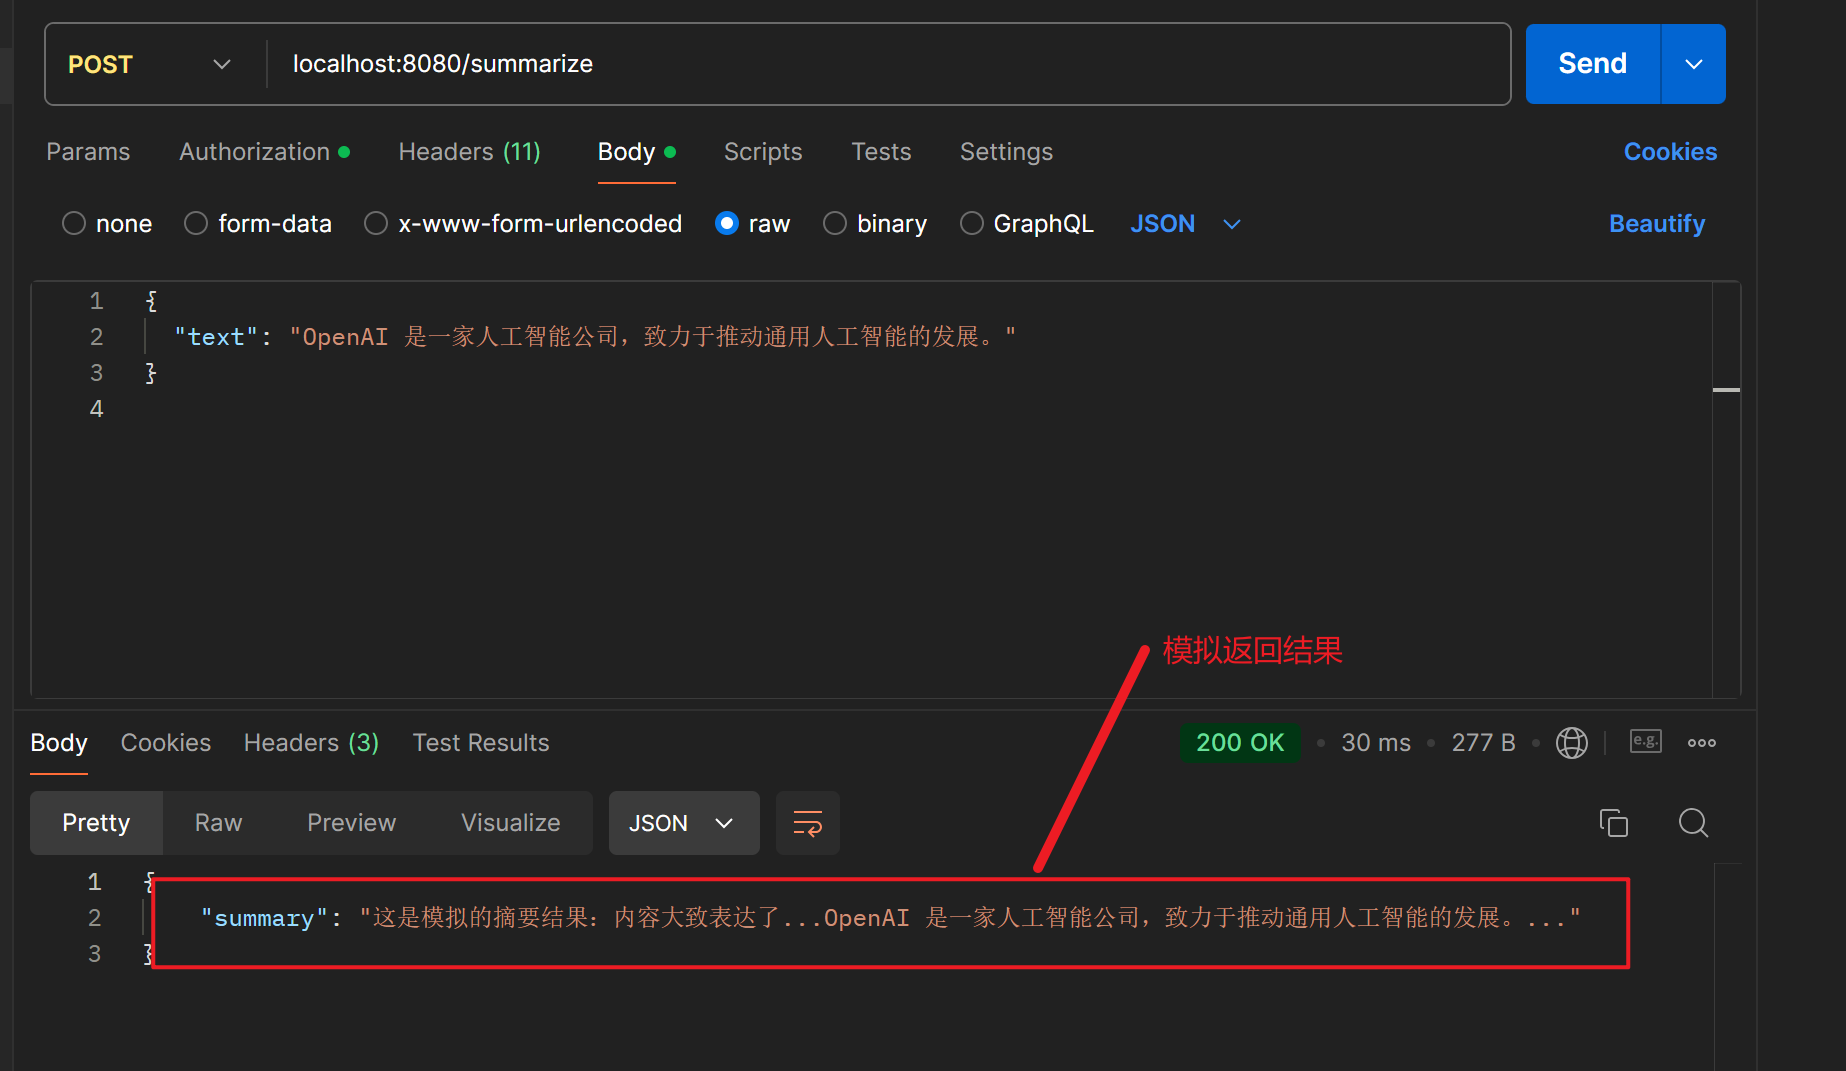 POST localhost:8080/summarize Send
Params Authorization Headers (11) Body Scripts Tests Settings Cookies
none form-data x-www-form-urlencoded raw binary GraphQL JSON Beautify
1 {
2 "text": "OpenAI 是一家人工智能公司，致力于推动通用人工智能的发展。"
3 }
4
模拟返回结果
Body Cookies Headers (3) Test Results 200 OK • 30 ms • 277 B • e.g.
Pretty Raw Preview Visualize JSON
1 {
2 "summary": "这是模拟的摘要结果：内容大致表达了...OpenAI 是一家人工智能公司，致力于推动通用人工智能的发展。..."
3 }